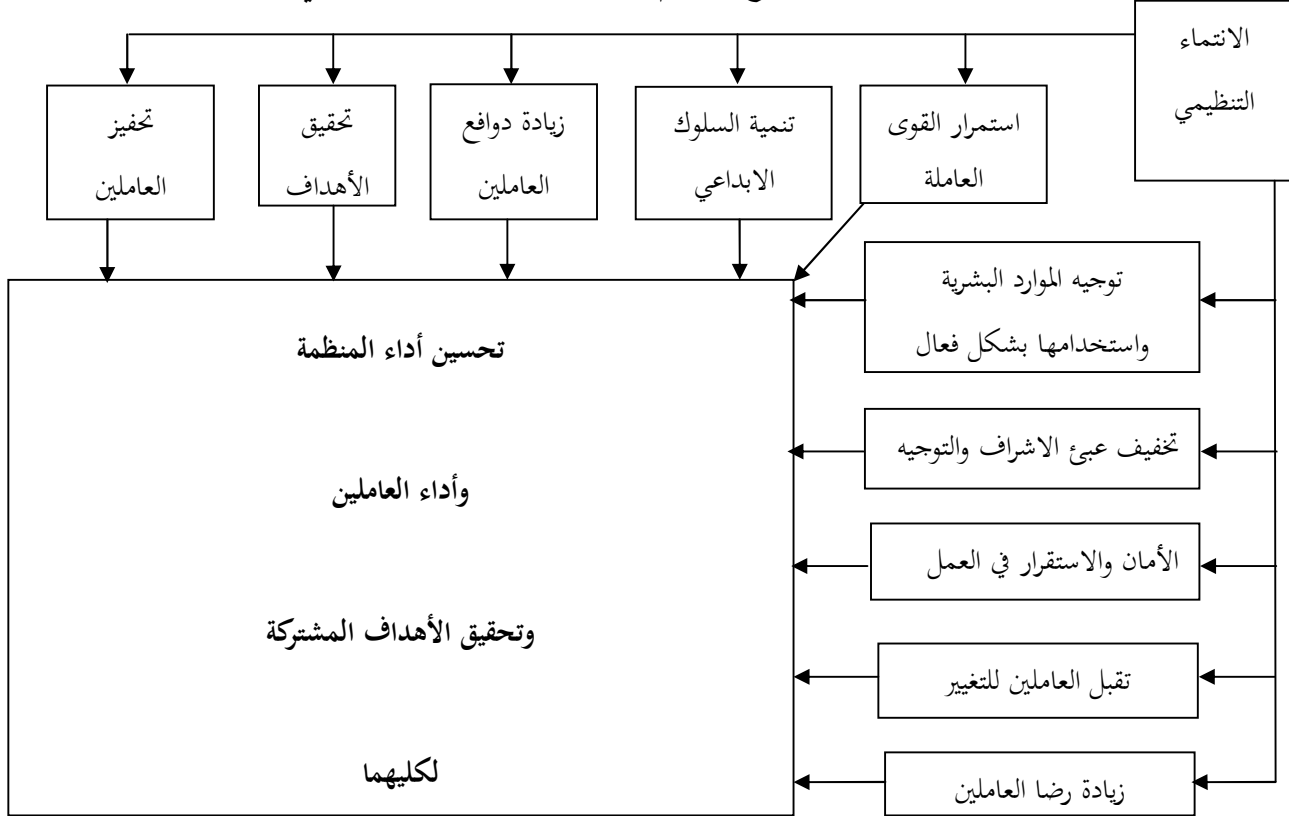 الانتماء
التنظيمي
استمرار القوى
العاملة
تنمية السلوك
الابداعي
زيادة دوافع
العاملين
تحقيق
الأهداف
تحفيز
العاملين
توجيه الموارد البشرية
واستخدامها بشكل فعال
تخفيف عبئ الاشراف والتوجيه
الأمان والاستقرار في العمل
تقبل العاملين للتغيير
زيادة رضا العاملين
تحسين أداء المنظمة
وأداء العاملين
وتحقيق الأهداف المشتركة
لكليهما